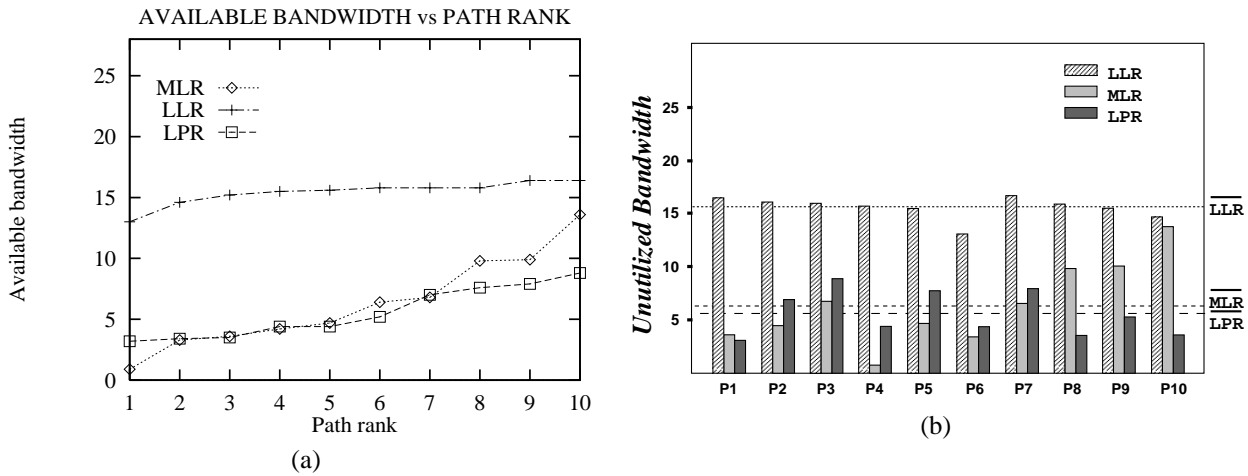 AVAILABLE BANDWIDTH vs PATH RANK
Available bandwidth
25
20
15
10
5
0
MLR
LLR
LPR
1 2 3 4 5 6 7 8 9 10
Path rank
(a)
Unutilized Bandwidth
25
20
15
10
5
LLR
MLR
LPR
LLR
MLR
LPR
P1 P2 P3 P4 P5 P6 P7 P8 P9 P10
(b)